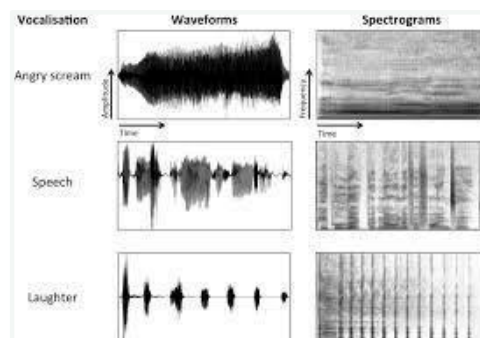 Vocalisation Waveforms Spectrograms
Angry scream
Amplitude
Frequency
Time
Time
Speech
Laughter